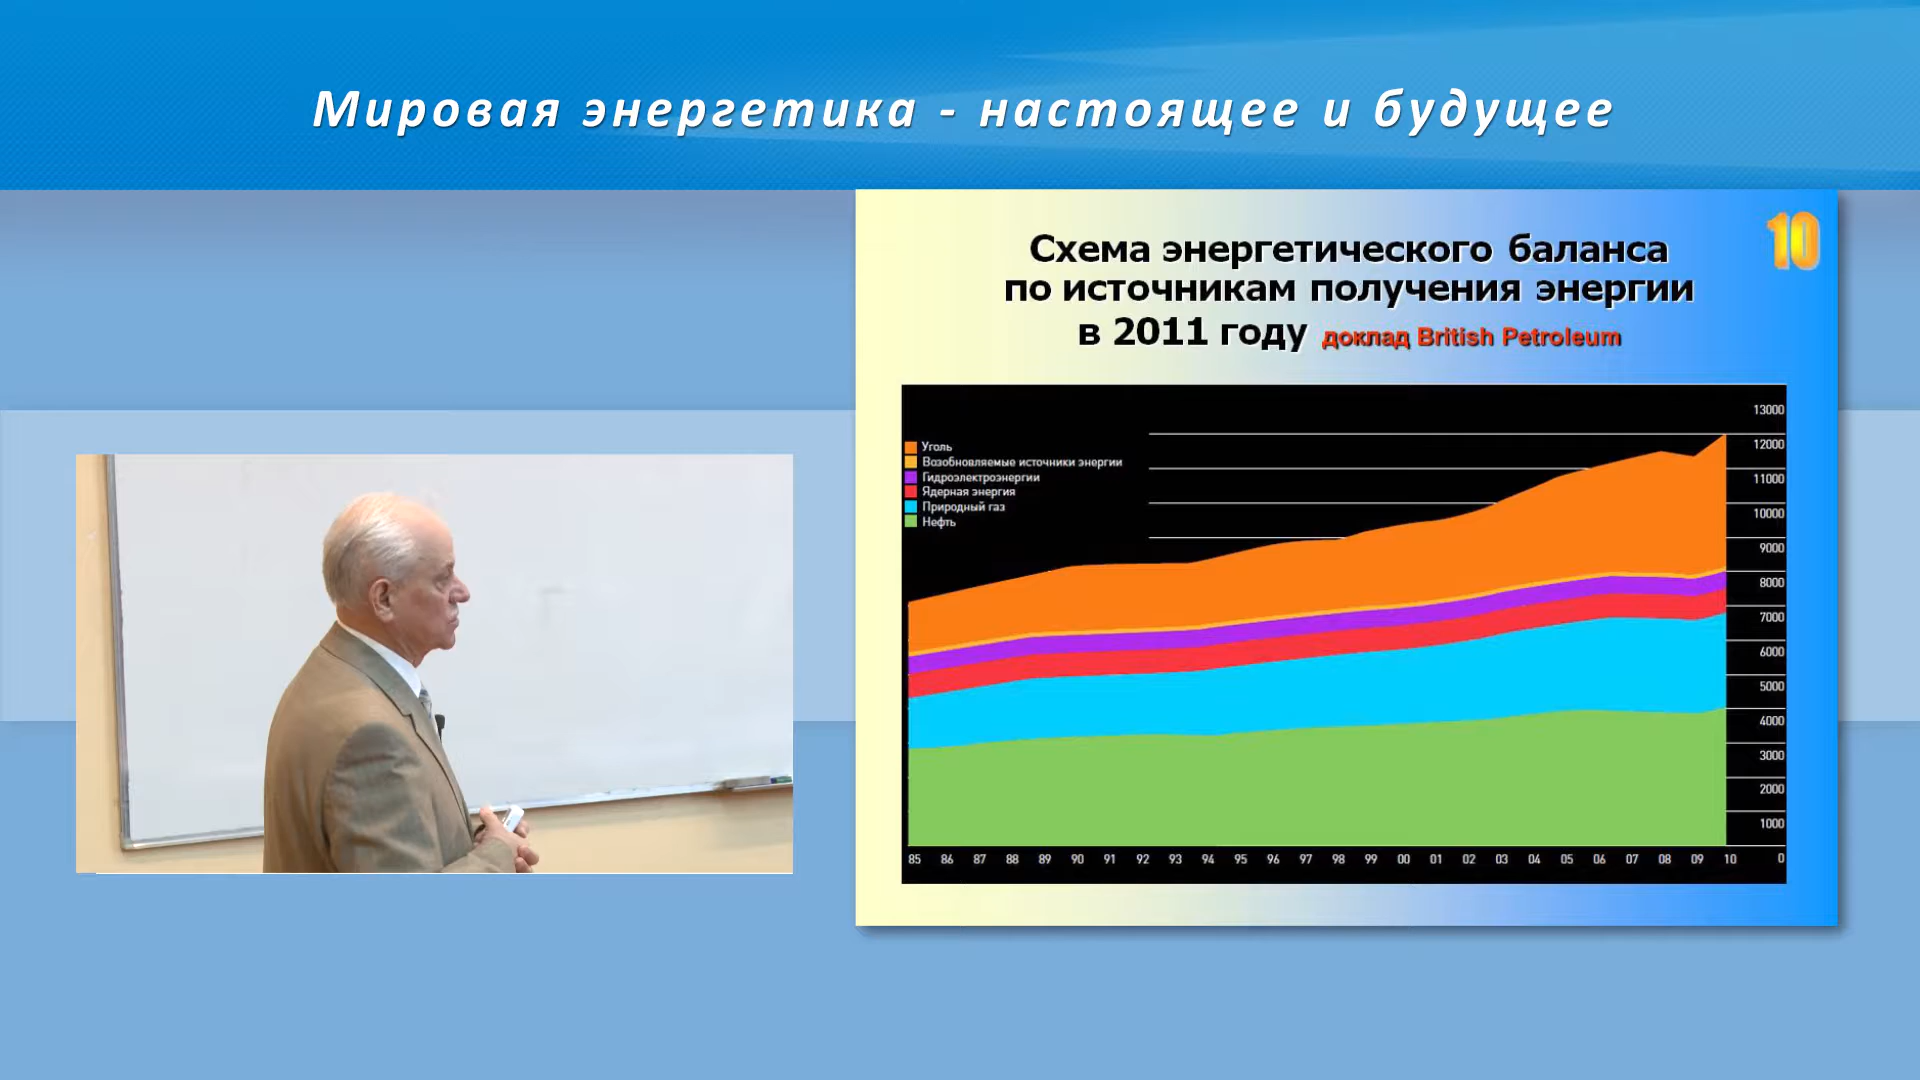 Мировая энергетика - настоящее и будущее
10
Схема энергетического баланса
по источникам получения энергии
в 2011 году доклад British Petroleum
13000
12000
11000
10000
9000
8000
7000
6000
5000
4000
3000
2000
1000
0
Уголь
Возобновляемые источники энергии
Гидроэлектроэнергии
Ядерная энергия
Природный газ
Нефть
85 86 87 88 89 90 91 92 93 94 95 96 97 98 99 00 01 02 03 04 05 06 07 08 09 10